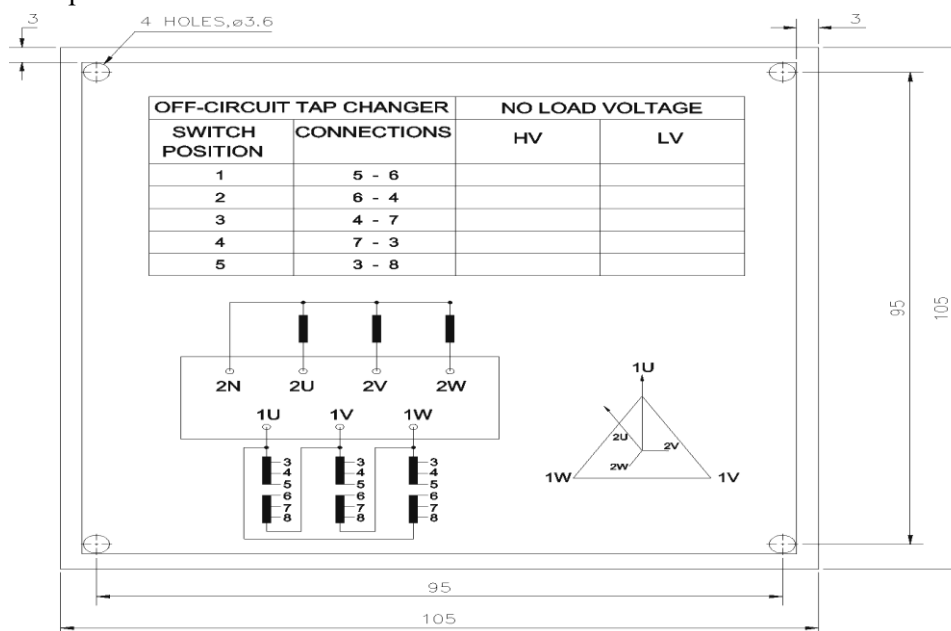 3
4 HOLES,ø3.6
3
OFF-CIRCUIT TAP CHANGER NO LOAD VOLTAGE
SWITCH POSITION CONNECTIONS HV LV
1 5 - 6
2 6 - 4
3 4 - 7
4 7 - 3
5 3 - 8
95
105
2N 2U 2V 2W
1U 1V 1W
3 3 3
4 4 4
5 5 5
6 6 6
7 7 7
8 8 8
1U
2U 2V
2W
1W 1V
95
105